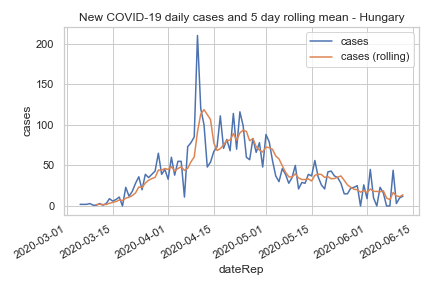 New COVID-19 daily cases and 5 day rolling mean - Hungary
cases
cases (rolling)
200
150
100
50
0
cases
2020-03-01
2020-03-15
2020-04-01
2020-04-15
2020-05-01
2020-05-15
2020-06-01
2020-06-15
dateRep